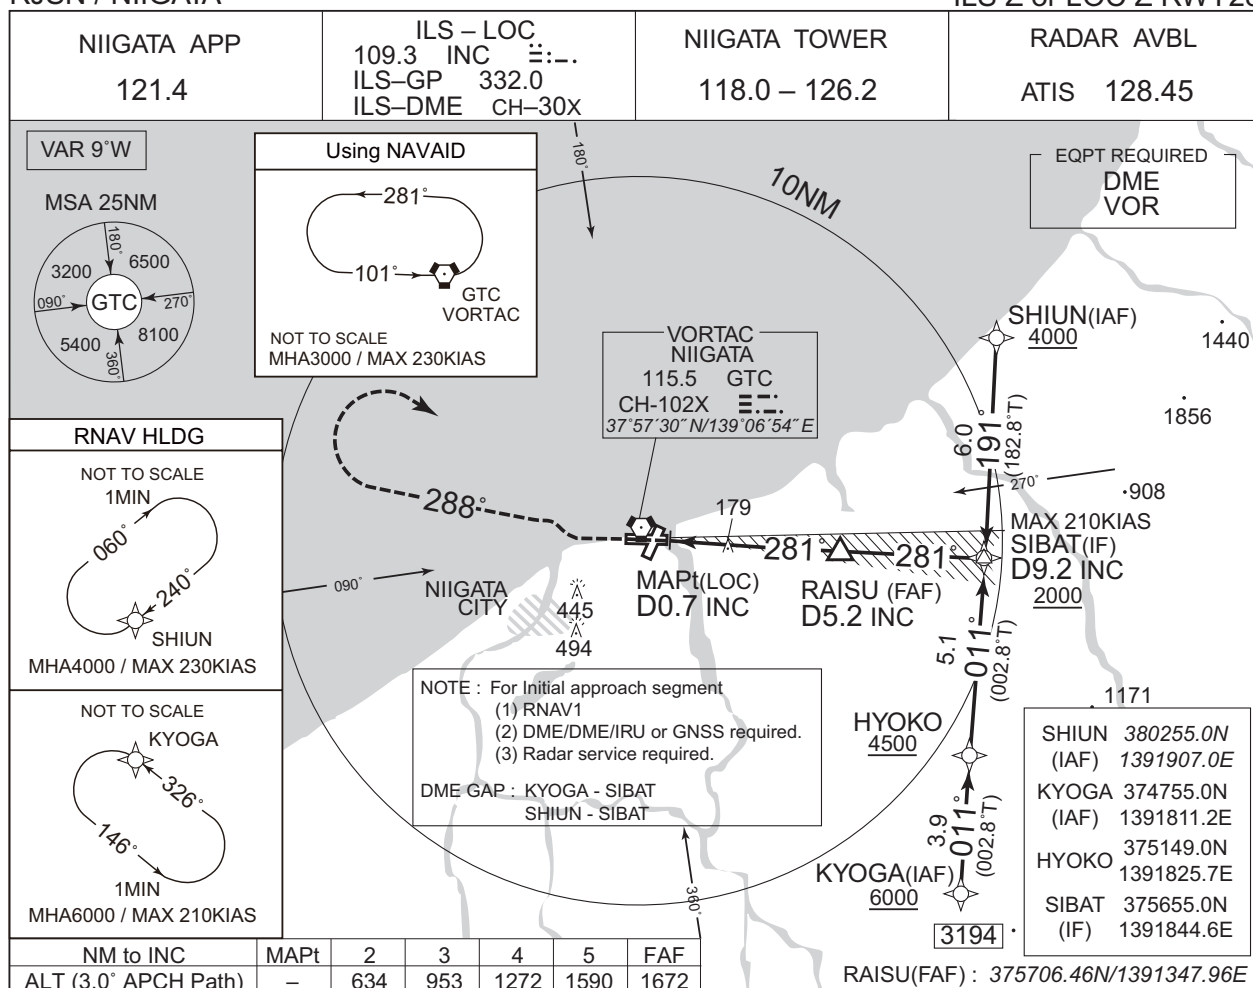 RJSN / NIIGATA
ILS Z or LOC Z RWY28
NIIGATA APP
121.4
ILS – LOC
109.3 INC
ILS–GP 332.0
ILS–DME CH–30X
NIIGATA TOWER
118.0 – 126.2
RADAR AVBL
ATIS 128.45
VAR 9˚W
MSA 25NM
180˚
3200
6500
090˚
GTC
270˚
5400
8100
360˚
Using NAVAID
281˚
101˚
GTC
VORTAC
NOT TO SCALE
MHA3000 / MAX 230KIAS
180˚
10NM
EQPT REQUIRED
DME
VOR
VORTAC
NIIGATA
115.5 GTC
CH-102X
37˚57´30˝ N/139˚06´54˝ E
SHIUN(IAF)
4000
1440
1856
6.0
191˚
(182.8˚T)
270˚
908
RNAV HLDG
NOT TO SCALE
1MIN
060˚
240˚
SHIUN
MHA4000 / MAX 230KIAS
288˚
179
281˚
281˚
MAX 210KIAS
SIBAT(IF)
D9.2 INC
2000
MAPt(LOC)
D0.7 INC
RAISU (FAF)
D5.2 INC
090˚
NIIGATA
CITY
445
494
5.1
011˚
(002.8˚T)
NOT TO SCALE
KYOGA
326˚
146˚
1MIN
MHA6000 / MAX 210KIAS
NOTE : For Initial approach segment
(1) RNAV1
(2) DME/DME/IRU or GNSS required.
(3) Radar service required.
DME GAP : KYOGA - SIBAT
SHIUN - SIBAT
HYOKO
4500
1171
3.9
011˚
(002.8˚T)
360˚
KYOGA(IAF)
6000
3194
SHIUN 380255.0N
(IAF) 1391907.0E
KYOGA 374755.0N
(IAF) 1391811.2E
HYOKO 375149.0N
1391825.7E
SIBAT 375655.0N
(IF) 1391844.6E
RAISU(FAF) : 375706.46N/1391347.96E
NM to INC MAPt 2 3 4 5 FAF
ALT (3.0˚ APCH Path) – 634 953 1272 1590 1672